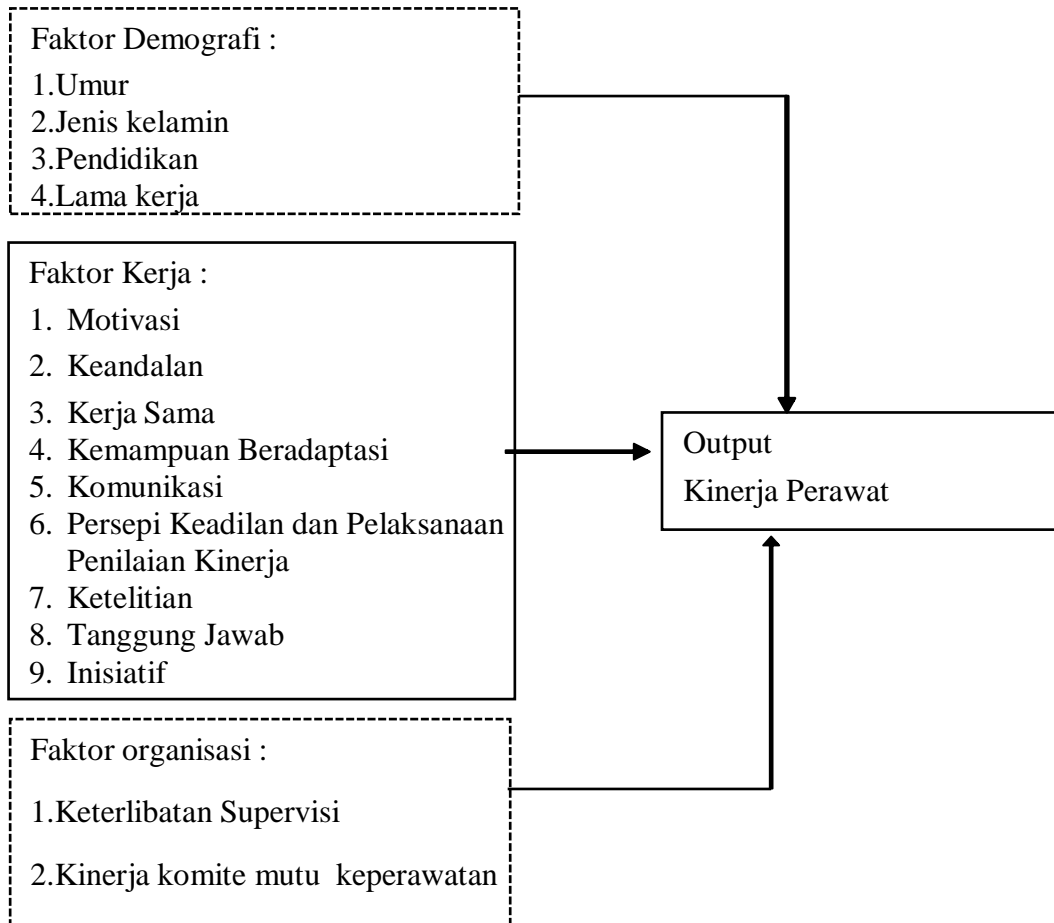 Faktor Demografi :
1.Umur
2.Jenis kelamin
3.Pendidikan
4.Lama kerja
Faktor Kerja :
1. Motivasi
2. Keandalan
3. Kerja Sama
4. Kemampuan Beradaptasi
5. Komunikasi
6. Persepi Keadilan dan Pelaksanaan
Penilaian Kinerja
7. Ketelitian
8. Tanggung Jawab
9. Inisiatif
Output
Kinerja Perawat
Faktor organisasi :
1.Keterlibatan Supervisi
2.Kinerja komite mutu keperawatan